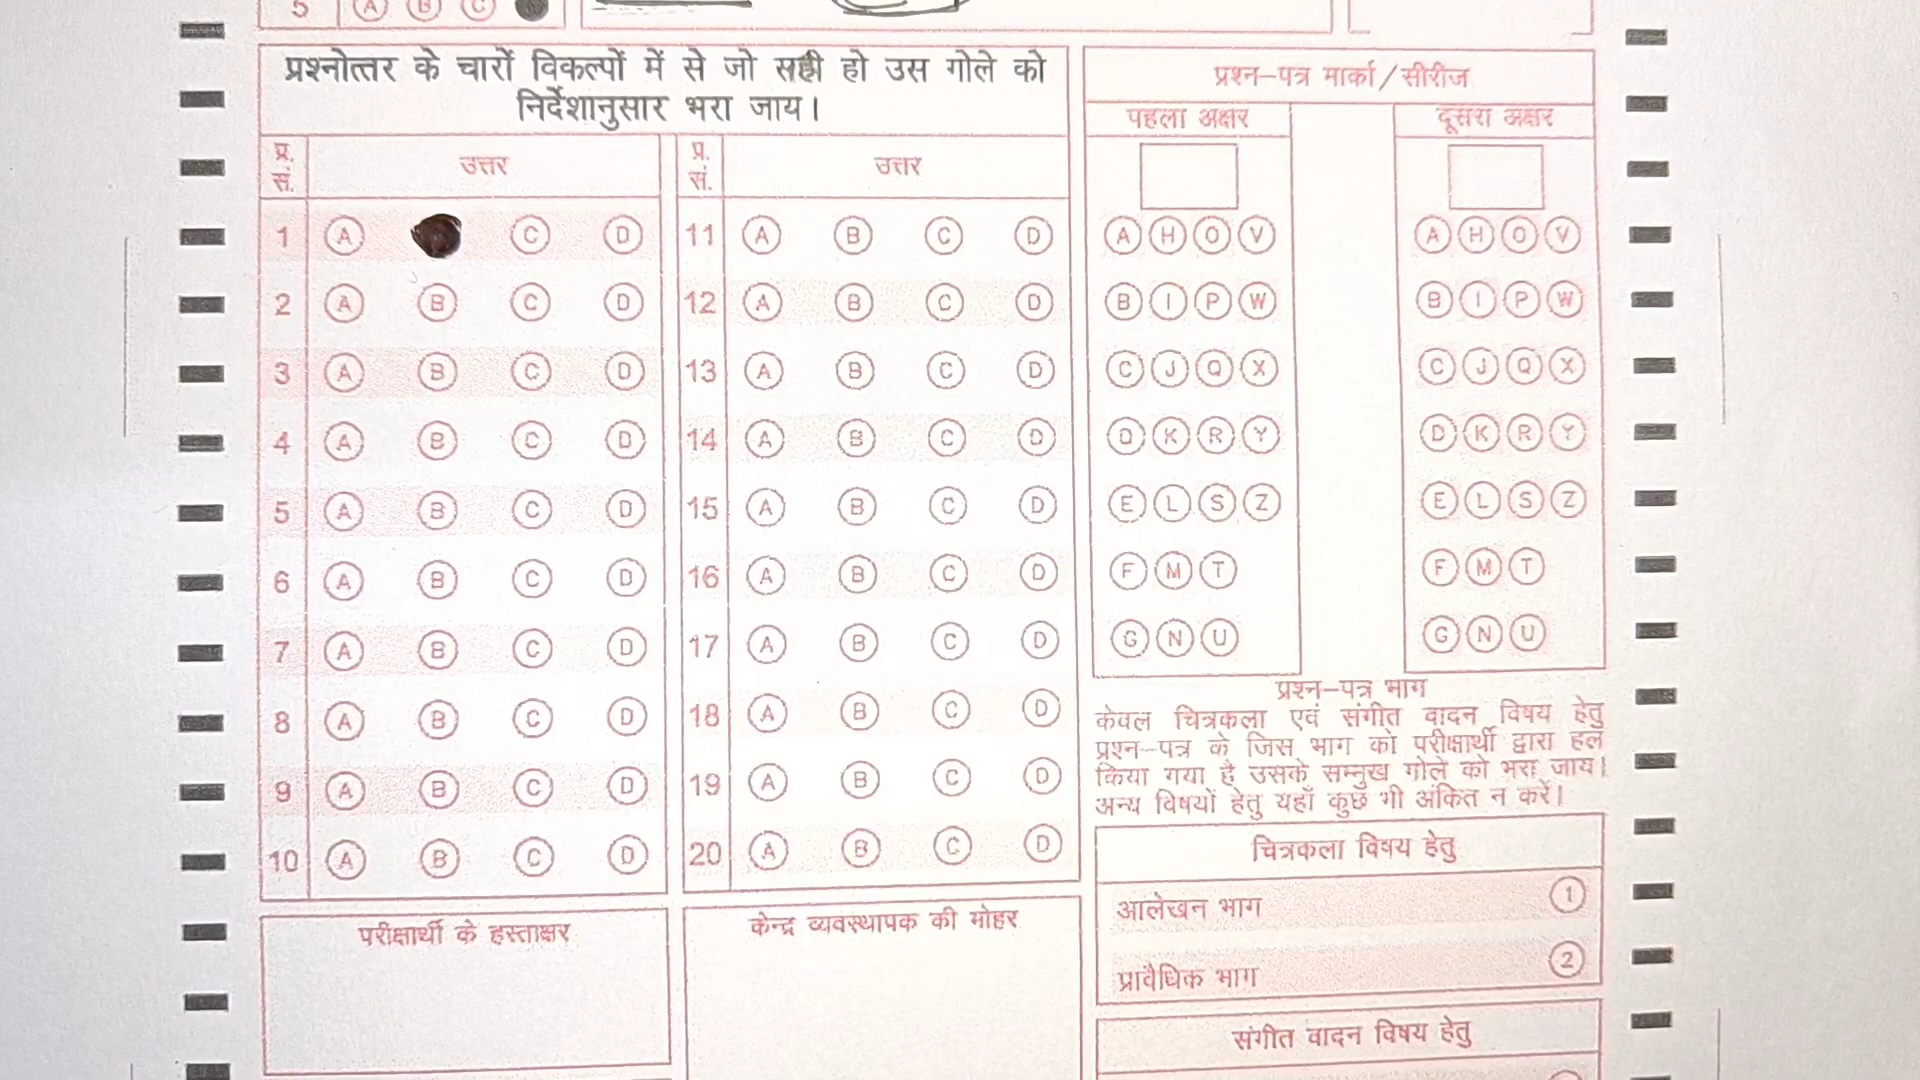 5 A B C
प्रश्नोत्तर के चारों विकल्पों में से जो सही हो उस गोले को
निर्देशानुसार भरा जाय।
प्र. सं. उत्तर
1 A C D
2 A B C D
3 A B C D
4 A B C D
5 A B C D
6 A B C D
7 A B C D
8 A B C D
9 A B C D
10 A B C D
प्र. सं. उत्तर
11 A B C D
12 A B C D
13 A B C D
14 A B C D
15 A B C D
16 A B C D
17 A B C D
18 A B C D
19 A B C D
20 A B C D
परीक्षार्थी के हस्ताक्षर
केन्द्र व्यवस्थापक की मोहर
प्रश्न-पत्र मार्का/सीरीज
पहला अक्षर
A H O V
B I P W
C J Q X
D K R Y
E L S Z
F M T
G N U
दूसरा अक्षर
A H O V
B I P W
C J Q X
D K R Y
E L S Z
F M T
G N U
प्रश्न-पत्र भाग
केवल चित्रकला एवं संगीत वादन विषय हेतु
प्रश्न-पत्र के जिस भाग को परीक्षार्थी द्वारा हल
किया गया है उसके सम्मुख गोले को भरा जाय।
अन्य विषयों हेतु यहाँ कुछ भी अंकित न करें।
चित्रकला विषय हेतु
आलेखन भाग 1
प्राविधिक भाग 2
संगीत वादन विषय हेतु